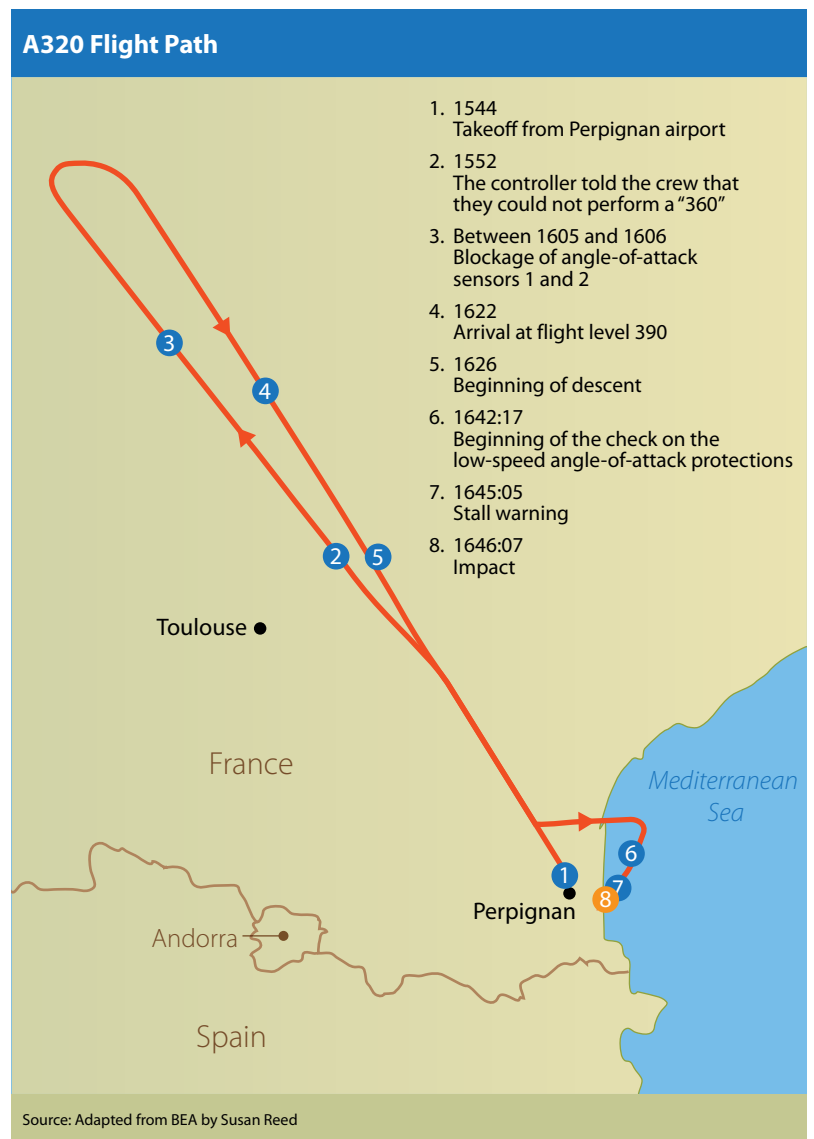 A320 Flight Path
1. 1544
Takeoff from Perpignan airport
2. 1552
The controller told the crew that
they could not perform a “360”
3. Between 1605 and 1606
Blockage of angle-of-attack
sensors 1 and 2
4. 1622
Arrival at flight level 390
5. 1626
Beginning of descent
6. 1642:17
Beginning of the check on the
low-speed angle-of-attack protections
7. 1645:05
Stall warning
8. 1646:07
Impact
3
4
2
5
Toulouse
France
Mediterranean
Sea
6
1
7
8
Perpignan
Andorra
Spain
Source: Adapted from BEA by Susan Reed